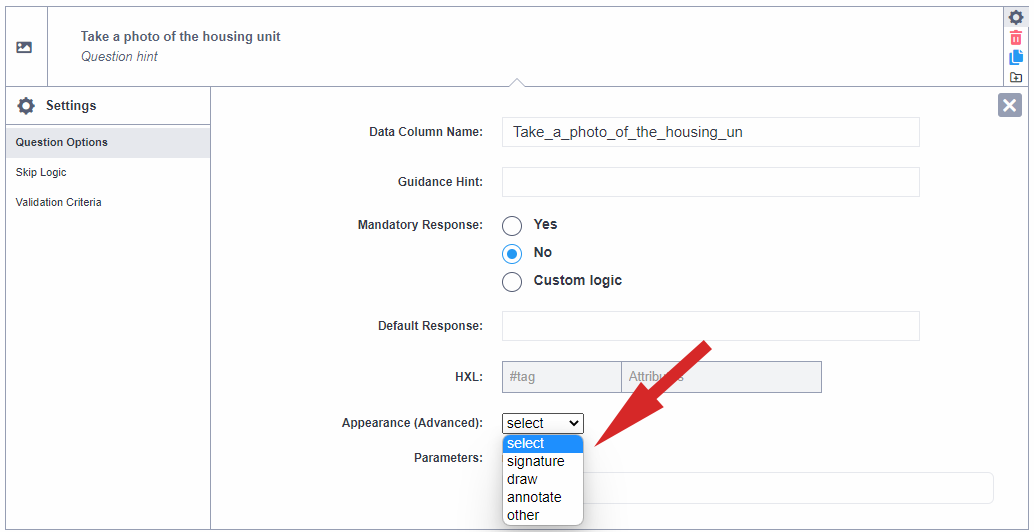 Take a photo of the housing unit
Question hint
Settings
Question Options
Skip Logic
Validation Criteria
Data Column Name: Take_a_photo_of_the_housing_un
Guidance Hint:
Mandatory Response: Yes
No
Custom logic
Default Response:
HXL: #tag Attributes
Appearance (Advanced): select
select
Parameters:
signature
draw
annotate
other